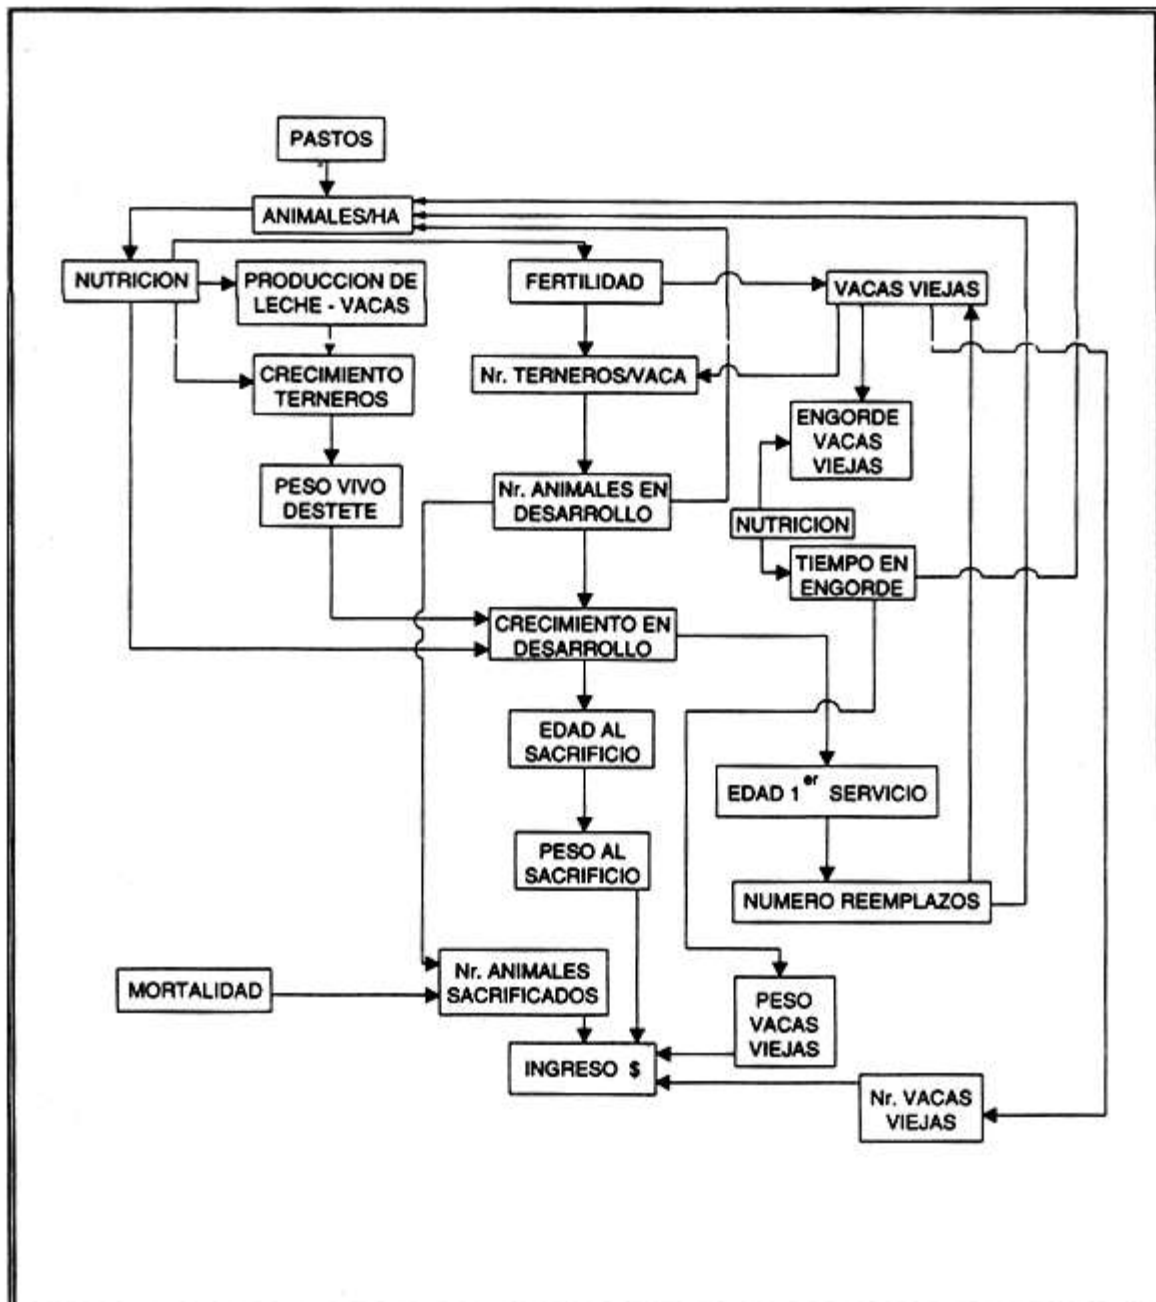 PASTOS
ANIMALES/HA
NUTRICION
PRODUCCION DE
LECHE - VACAS
FERTILIDAD
VACAS VIEJAS
CRECIMIENTO
TERNEROS
Nr. TERNEROS/VACA
ENGORDE
VACAS
VIEJAS
PESO VIVO
DESTETE
Nr. ANIMALES EN
DESARROLLO
NUTRICION
TIEMPO EN
ENGORDE
CRECIMIENTO EN
DESARROLLO
EDAD AL
SACRIFICIO
EDAD 1er SERVICIO
PESO AL
SACRIFICIO
NUMERO REEMPLAZOS
MORTALIDAD
Nr. ANIMALES
SACRIFICADOS
PESO
VACAS
VIEJAS
INGRESO $
Nr. VACAS
VIEJAS